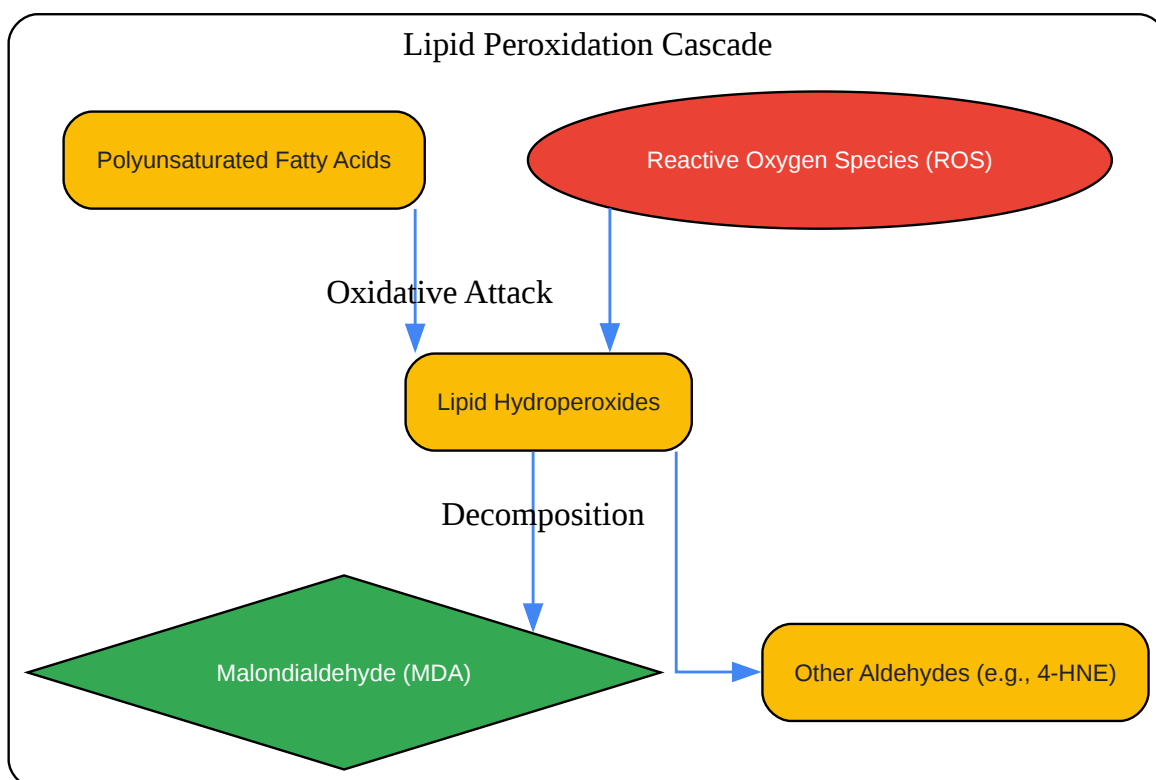 Lipid Peroxidation Cascade
Polyunsaturated Fatty Acids
Reactive Oxygen Species (ROS)
Oxidative Attack
Lipid Hydroperoxides
Decomposition
Malondialdehyde (MDA)
Other Aldehydes (e.g., 4-HNE)